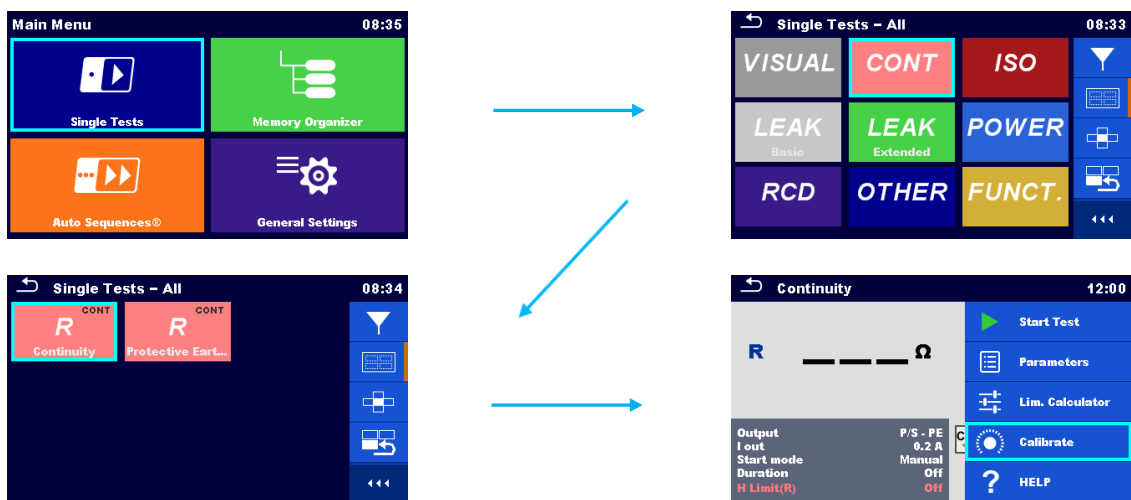 Main Menu 08:35
Single Tests
Memory Organizer
Auto Sequences®
General Settings
Single Tests – All 08:33
VISUAL
CONT
ISO
LEAK
Basic
LEAK
Extended
POWER
RCD
OTHER
FUNCT.
Single Tests – All 08:34
CONT
R
Continuity
CONT
R
Protective Eart...
Continuity 12:00
R _ _ _ Ω
Output P/S - PE
I out 0.2 A
Start mode Manual
Duration Off
H Limit(R) Off
C
Start Test
Parameters
Lim. Calculator
Calibrate
? HELP